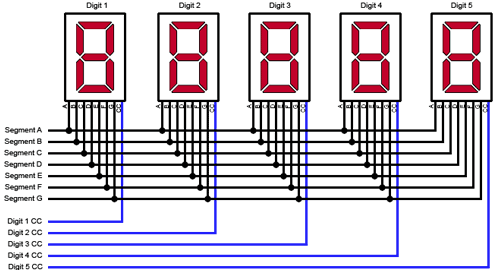 Digit 1 Digit 2 Digit 3 Digit 4 Digit 5
A B C D E F G CC A B C D E F G CC A B C D E F G CC A B C D E F G CC A B C D E F G CC
Segment A
Segment B
Segment C
Segment D
Segment E
Segment F
Segment G
Digit 1 CC
Digit 2 CC
Digit 3 CC
Digit 4 CC
Digit 5 CC